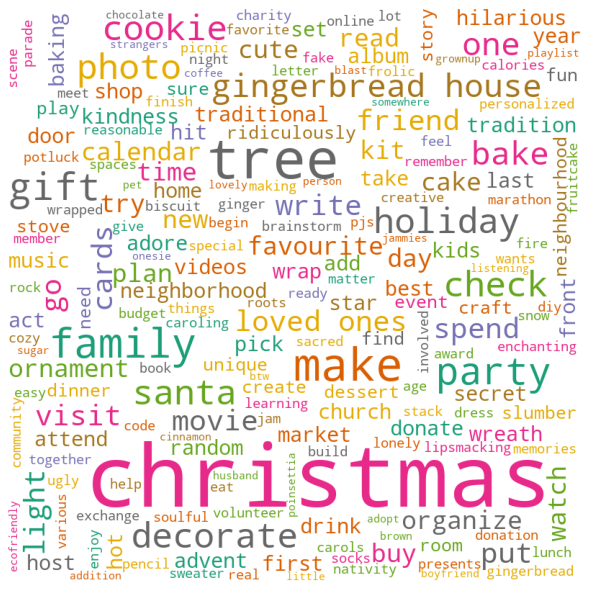 chocolate charity online lot
scene parade baking strangers cookie favorite set read story hilarious
picnic one year
photo cute album
meet night coffee fake grownup playlist
shop letter blast frolic calories fun
gingerbread house
play finish sure traditional somewhere personalized
kindness hit friend tradition
door reasonable ridiculously feel
potluck calendar tree kit remember bake
spaces time home take cake last marathon neighbourhood fruitcake
pet lovely making person
gift wrapped biscuit ginger brainstorm creative
stove try write holiday
member give new begin pjs
adore special jammies
music onesie favourite day kids fire
cards videos wrap add matter wants
go plan neighborhood roots ready listening
rock need budget things star best event craft diy front
act caroling loved ones check snow
cozy sugar book find involved spend award enchanting
family pick sacred
ornament unique make party
easy dinner create dessert age stack dress
santa btw church secret slumber
visit learning
code jam movie market donate wreath memories
attend random lonely lipsmacking
community together cinnamon build watch
ugly husband
light help eat poinsettia adopt donation
christmas
various exchange soulful volunteer drink organize
ecofriendly enjoy hot decorate carols brown put
host advent first buy room lunch
pencil socks presents
addition sweater real little nativity boyfriend gingerbread